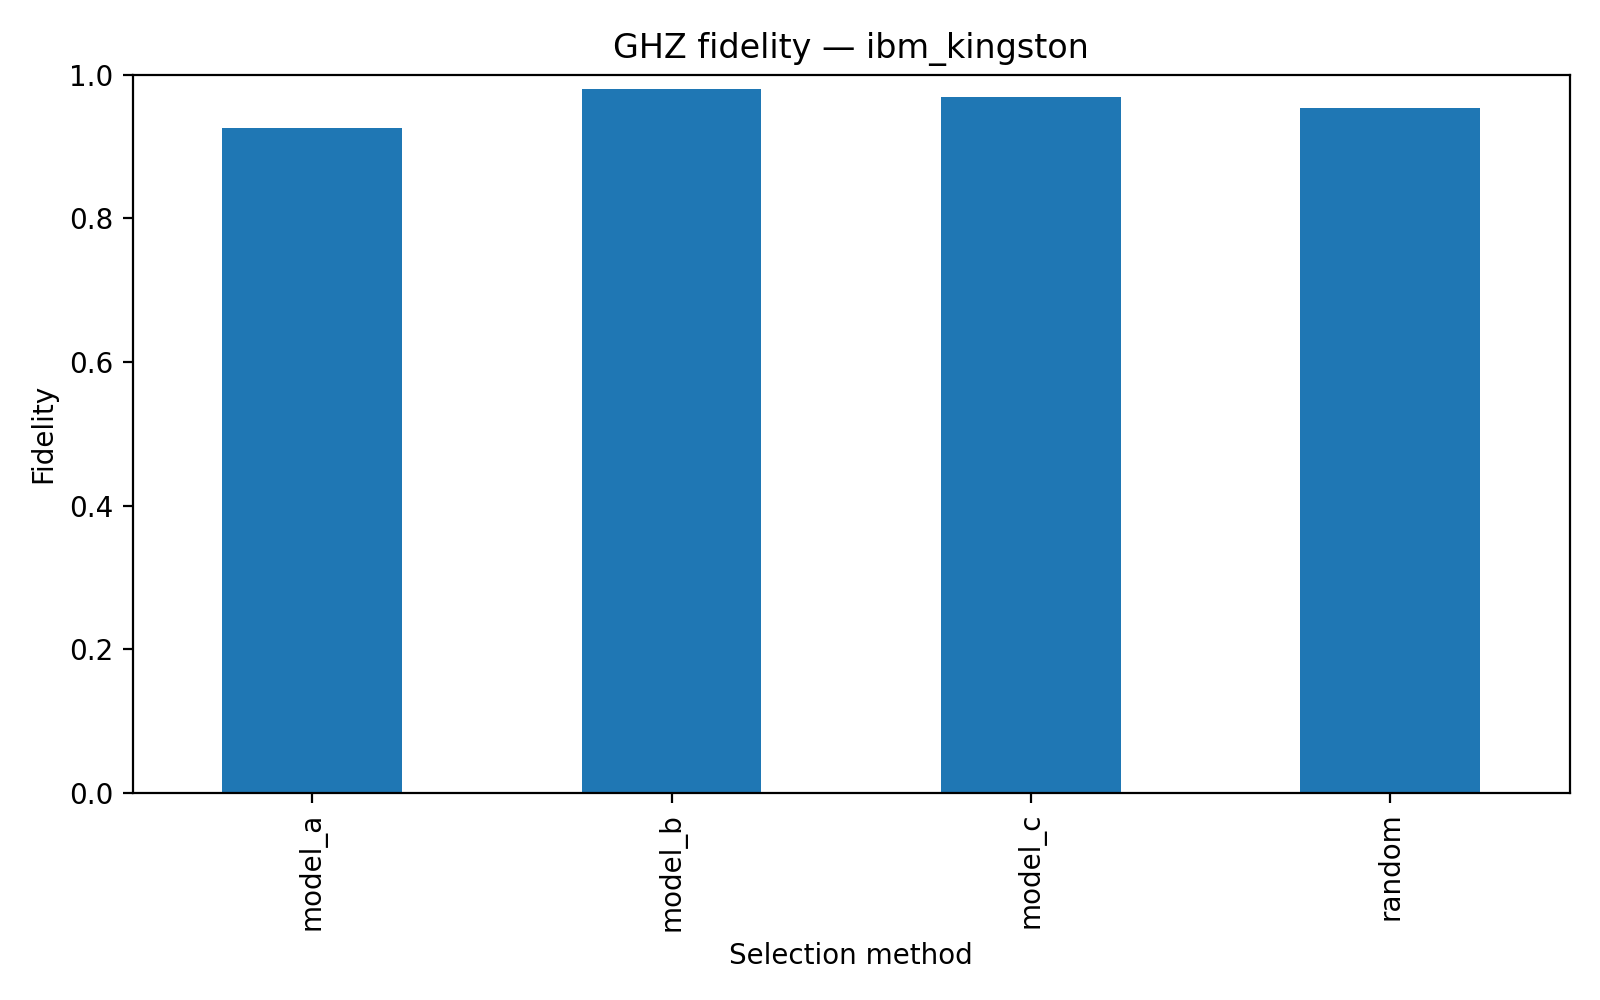 GHZ fidelity — ibm_kingston
1.0
0.8
0.6
0.4
0.2
0.0
Fidelity
model_a
model_b
model_c
random
Selection method